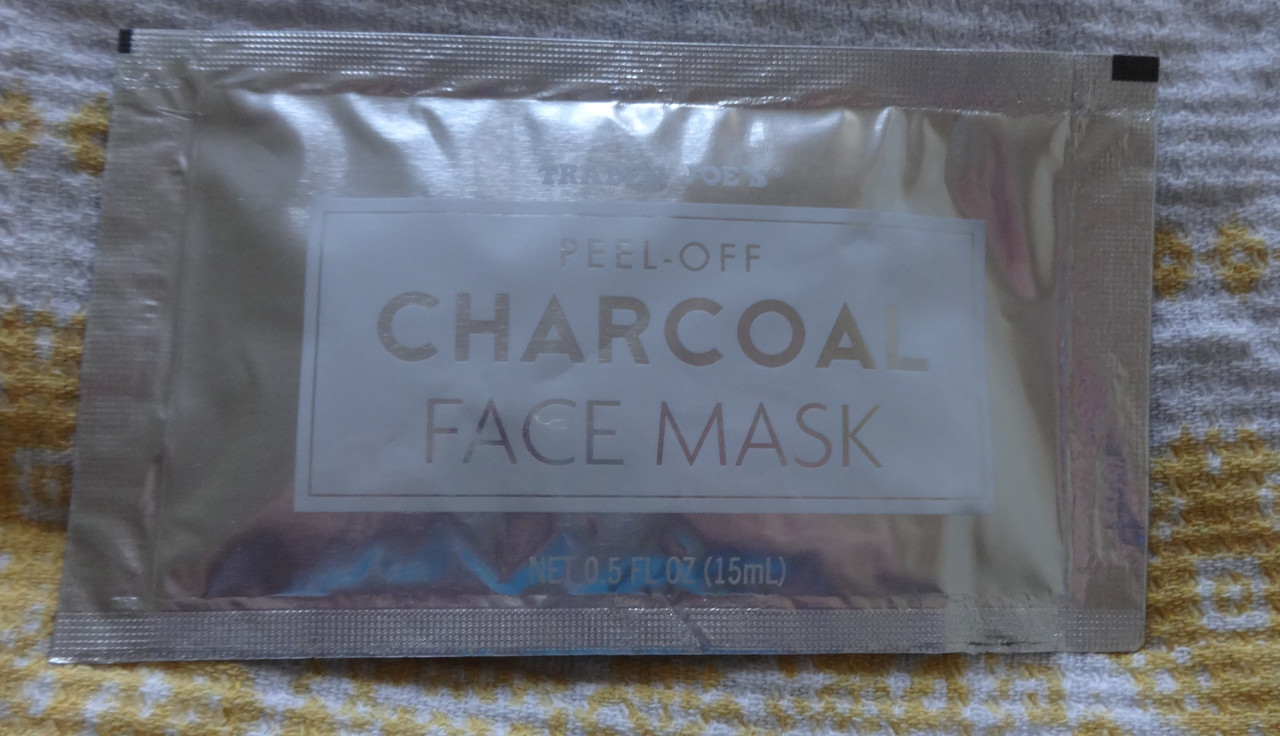 TRADER JOE'S®
PEEL-OFF
CHARCOAL
FACE MASK
NET 0.5 FL OZ (15mL)